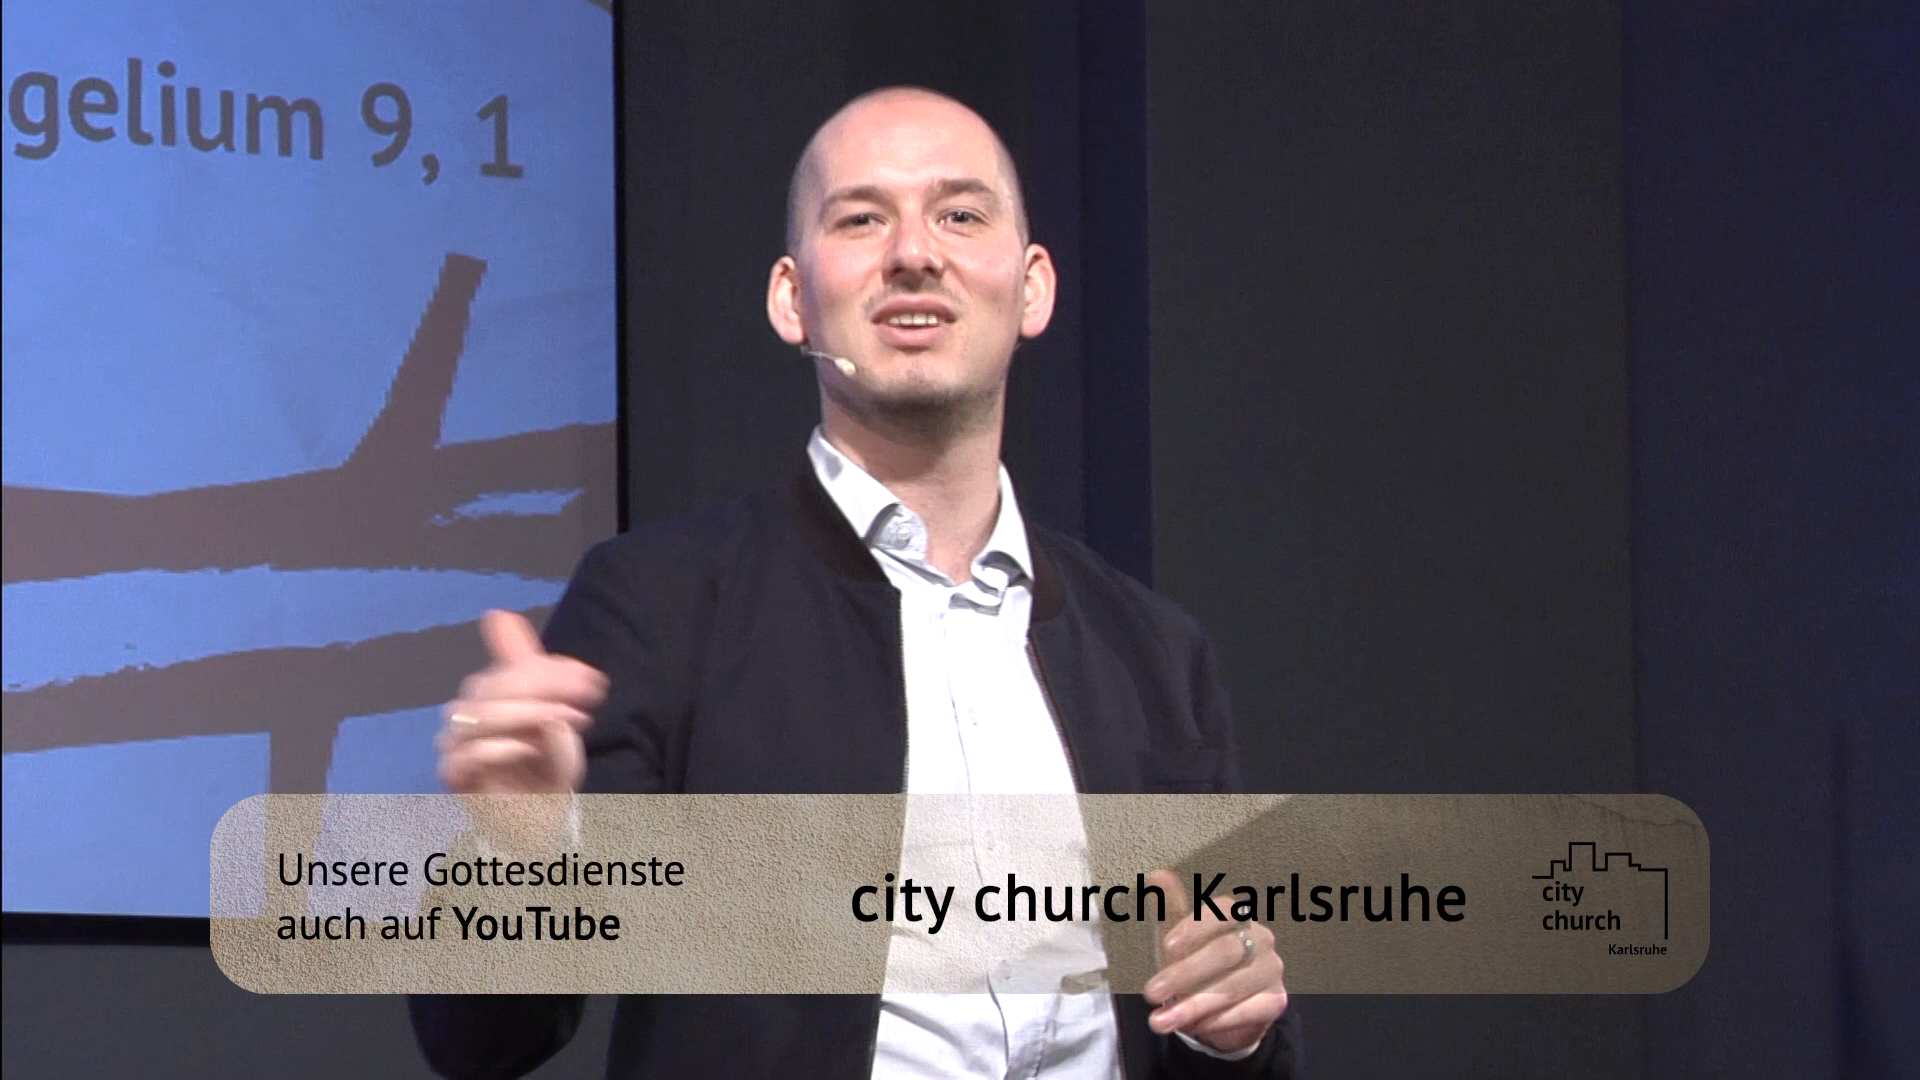 gelium 9, 1
Unsere Gottesdienste
auch auf YouTube
city church Karlsruhe
city
church
Karlsruhe